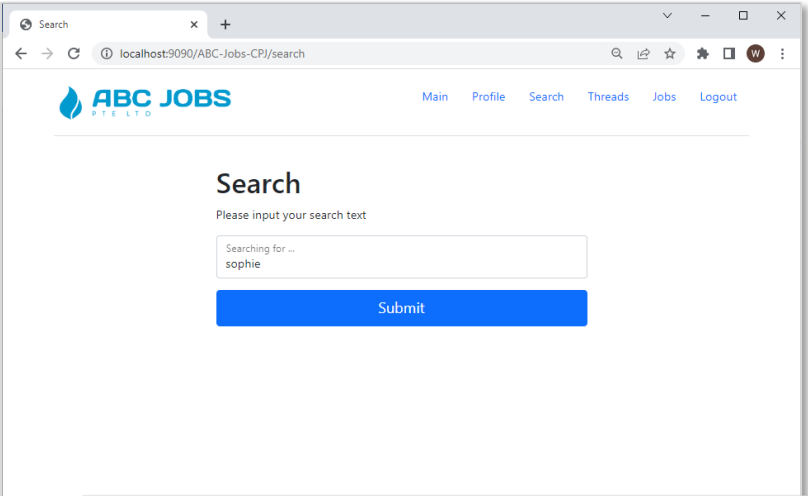 Search
localhost:9090/ABC-Jobs-CPJ/search
W
ABC JOBS
PTE LTD
Main Profile Search Threads Jobs Logout
Search
Please input your search text
Searching for ...
sophie
Submit